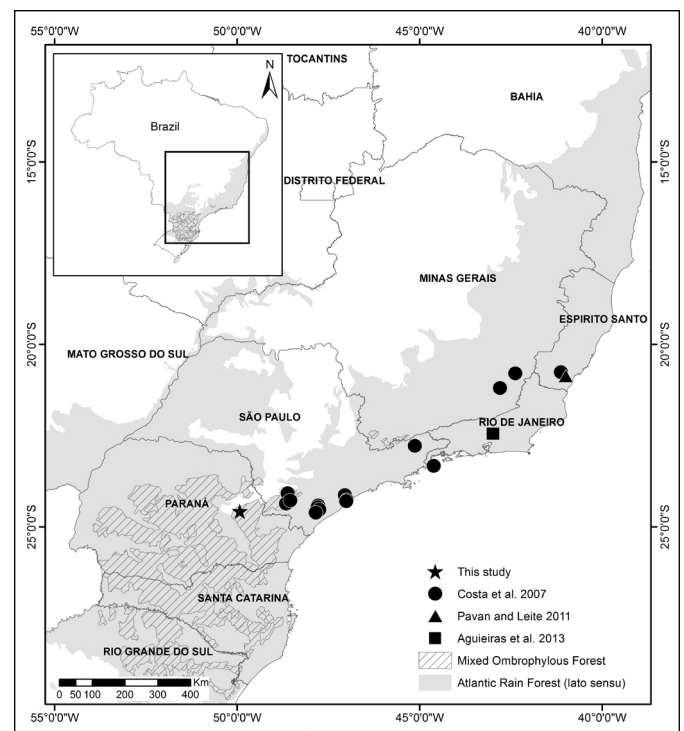 55°0'0"W 50°0'0"W 45°0'0"W 40°0'0"W
TOCANTINS
N
BAHIA
Brazil
15°0'0"S 15°0'0"S
DISTRITO FEDERAL
MINAS GERAIS
ESPIRITO SANTO
20°0'0"S 20°0'0"S
MATO GROSSO DO SUL
SÃO PAULO
RIO DE JANEIRO
PARANÁ
25°0'0"S 25°0'0"S
This study
Costa et al. 2007
SANTA CATARINA
Pavan and Leite 2011
Aguieiras et al. 2013
RIO GRANDE DO SUL
Mixed Ombrophylous Forest
Km
Atlantic Rain Forest (lato sensu)
0 50 100 200 300 400
55°0'0"W 50°0'0"W 45°0'0"W 40°0'0"W